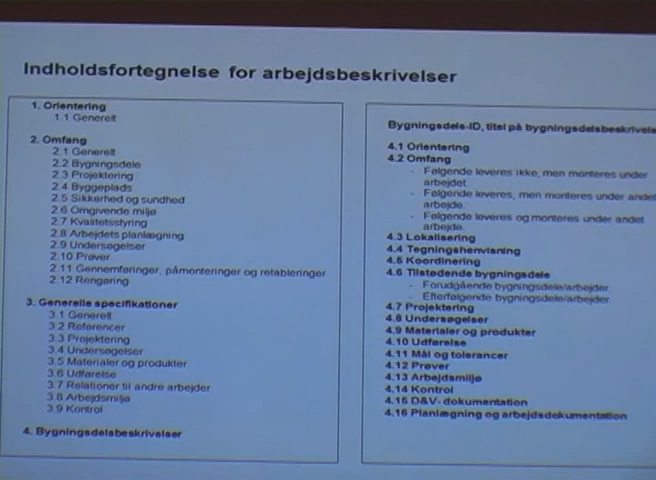 Indholdsfortegnelse for arbejdsbeskrivelser
1. Orientering
1.1 Generelt
2. Omfang
2.1 Generelt
2.2 Bygningsdele
2.3 Projektering
2.4 Byggeplads
2.5 Sikkerhed og sundhed
2.6 Omgivende miljø
2.7 Kvalitetsstyring
2.8 Arbejdets planlægning
2.9 Undersøgelser
2.10 Prøver
2.11 Gennemføringer, påmonteringer og retableringer
2.12 Rengøring
3. Generelle specifikationer
3.1 Generelt
3.2 Referencer
3.3 Projektering
3.4 Undersøgelser
3.5 Materialer og produkter
3.6 Udførelse
3.7 Relationer til andre arbejder
3.8 Arbejdsmiljø
3.9 Kontrol
4. Bygningsdelsbeskrivelser
Bygningsdels-ID, titel på bygningsdelsbeskrivels
4.1 Orientering
4.2 Omfang
- Følgende leveres ikke, men monteres under
arbejdet.
- Følgende leveres, men monteres under andet
arbejde.
- Følgende leveres og monteres under andet
arbejde.
4.3 Lokalisering
4.4 Tegningshenvisning
4.5 Koordinering
4.6 Tilstødende bygningsdele
- Forudgående bygningsdele/arbejder
- Efterfølgende bygningsdele/arbejder
4.7 Projektering
4.8 Undersøgelser
4.9 Materialer og produkter
4.10 Udførelse
4.11 Mål og tolerancer
4.12 Prøver
4.13 Arbejdsmiljø
4.14 Kontrol
4.15 D&V- dokumentation
4.16 Planlægning og arbejdsdokumentation